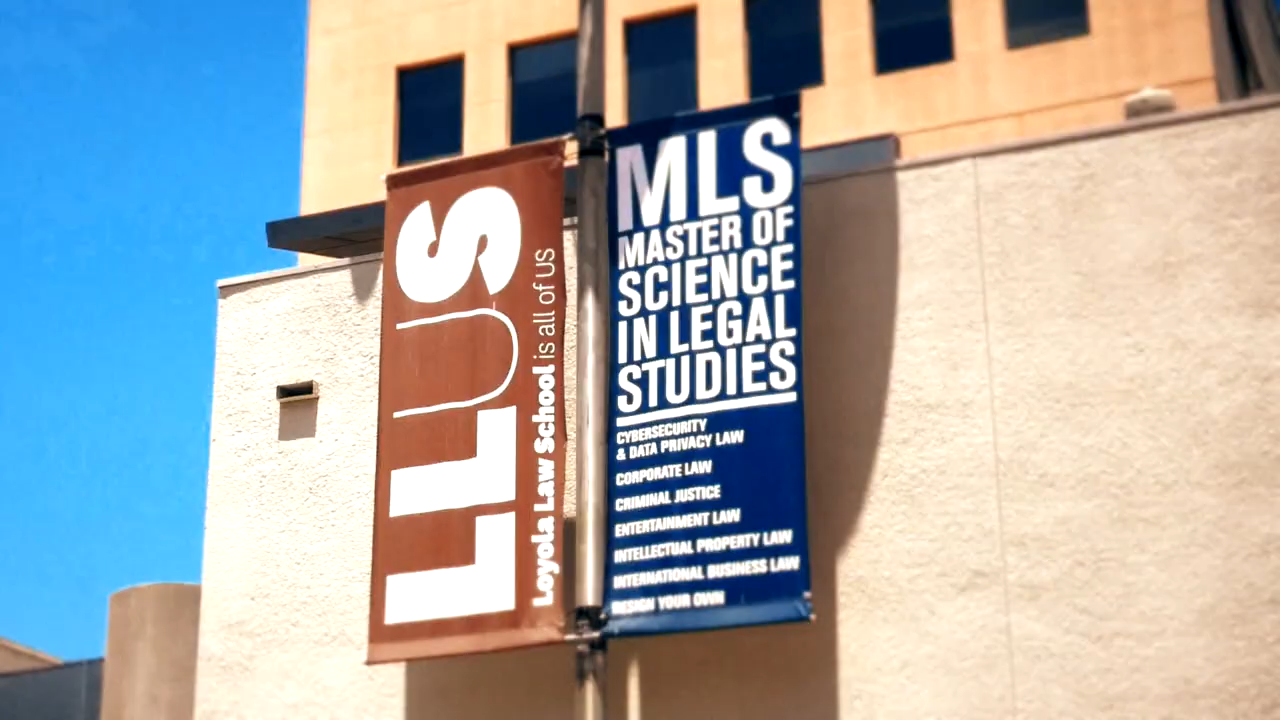 LLUS
Loyola Law School is all of US
MLS
MASTER OF
SCIENCE
IN LEGAL
STUDIES
CYBERSECURITY
& DATA PRIVACY LAW
CORPORATE LAW
CRIMINAL JUSTICE
ENTERTAINMENT LAW
INTELLECTUAL PROPERTY LAW
INTERNATIONAL BUSINESS LAW
DESIGN YOUR OWN